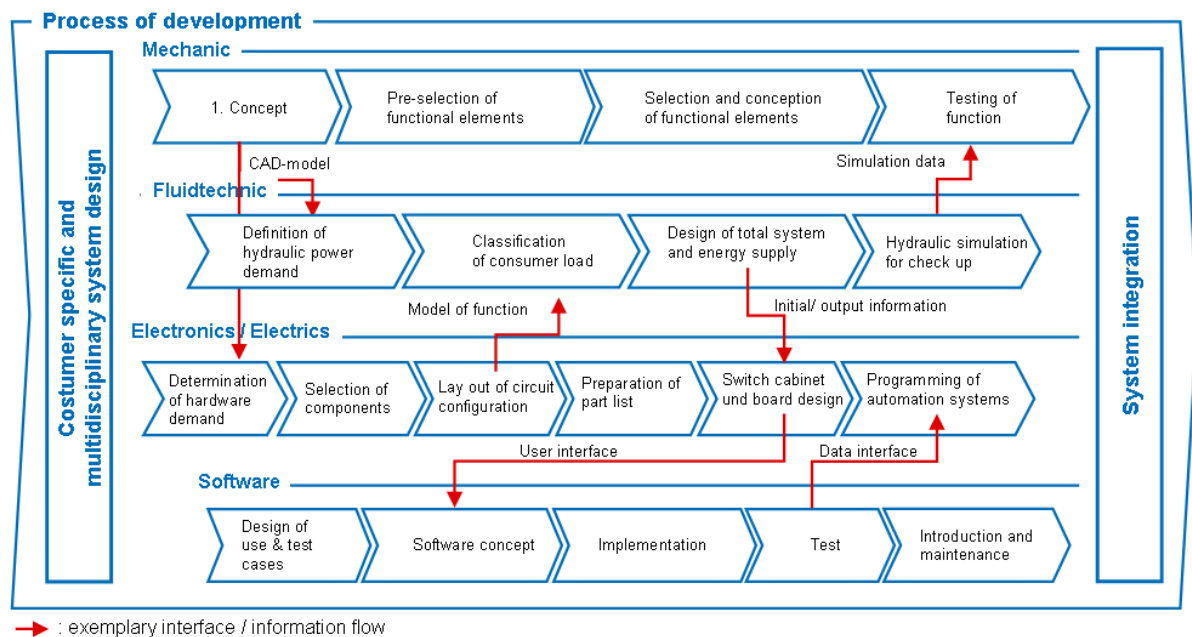 Process of development
Costumer specific and
multidisciplinary system design
Mechanic
1. Concept
Pre-selection of
functional elements
Selection and conception
of functional elements
Testing of
function
CAD-model
Simulation data
Fluidtechnic
Definition of
hydraulic power
demand
Classification
of consumer load
Design of total system
and energy supply
Hydraulic simulation
for check up
Model of function
Initial/ output information
Electronics / Electrics
Determination
of hardware
demand
Selection of
components
Lay out of circuit
configuration
Preparation of
part list
Switch cabinet
und board design
Programming of
automation systems
User interface
Data interface
Software
Design of
use & test
cases
Software concept
Implementation
Test
Introduction and
maintenance
System integration
: exemplary interface / information flow